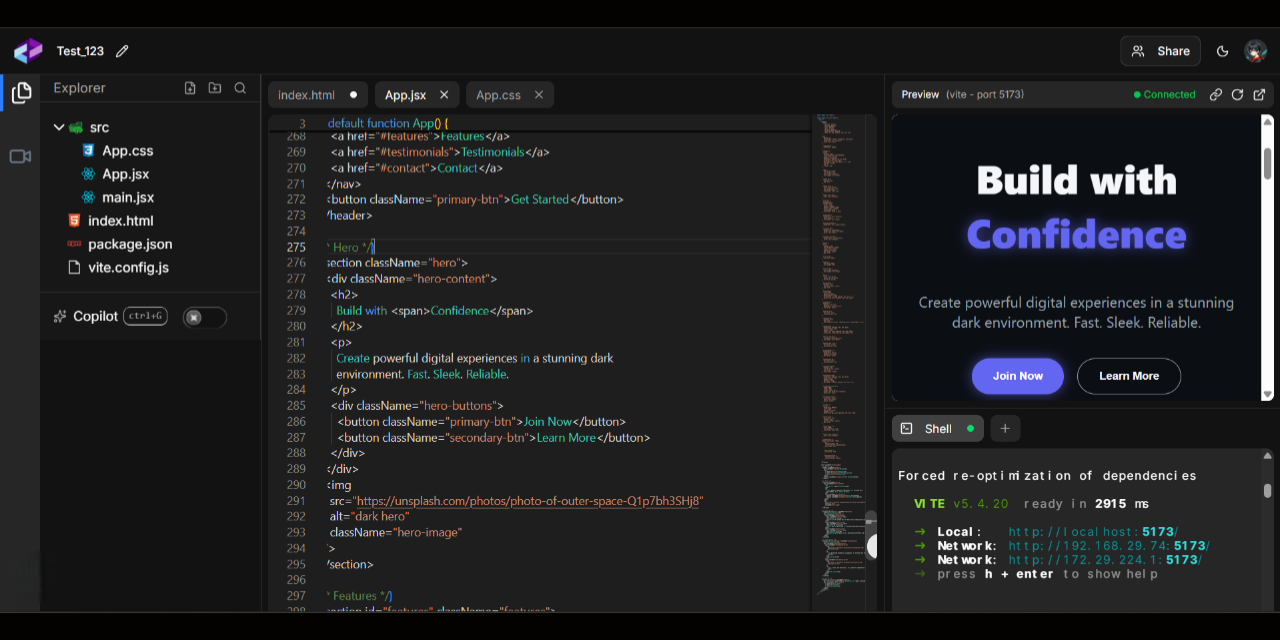 Test_123
Share
Explorer
src
App.css
App.jsx
main.jsx
index.html
package.json
vite.config.js
Copilot ctrl+G
index.html
App.jsx
App.css
3 default function App() {
268 <a href="#features">Features</a>
269 <a href="#testimonials">Testimonials</a>
270 <a href="#contact">Contact</a>
271 </nav>
272 <button className="primary-btn">Get Started</button>
273 /header>
274
275 * Hero */}
276 section className="hero">
277 <div className="hero-content">
278 <h2>
279 Build with <span>Confidence</span>
280 </h2>
281 <p>
282 Create powerful digital experiences in a stunning dark
283 environment. Fast. Sleek. Reliable.
284 </p>
285 <div className="hero-buttons">
286 <button className="primary-btn">Join Now</button>
287 <button className="secondary-btn">Learn More</button>
288 </div>
289 </div>
290 <img
291 src="https://unsplash.com/photos/photo-of-outer-space-Q1p7bh3SHj8"
292 alt="dark hero"
293 className="hero-image"
294 >
295 /section>
296
297 * Features */}
298 section id="features" className="features">
Preview (vite - port 5173)
Connected
Build with
Confidence
Create powerful digital experiences in a stunning
dark environment. Fast. Sleek. Reliable.
Join Now
Learn More
Shell
Forced re-optimization of dependencies
VITE v5.4.20 ready in 2915 ms
➜ Local: http://localhost:5173/
➜ Network: http://192.168.29.74:5173/
➜ Network: http://172.29.224.1:5173/
➜ press h + enter to show help